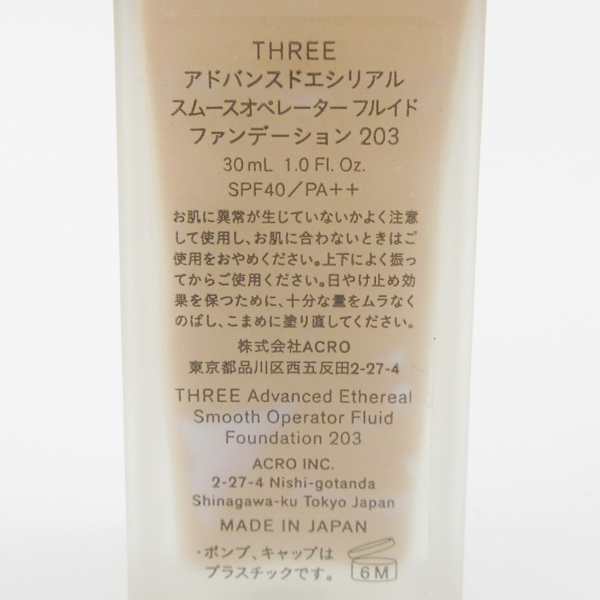 THREE
アドバンスドエシリアル
スムースオペレーター フルイド
ファンデーション 203
30mL 1.0 Fl. Oz.
SPF40／PA++
お肌に異常が生じていないかよく注意
して使用し、お肌に合わないときはご
使用をおやめください。上下によく振っ
てからご使用ください。日やけ止め効
果を保つために、十分な量をムラなく
のばし、こまめに塗り直してください。
株式会社ACRO
東京都品川区西五反田2-27-4
THREE Advanced Ethereal
Smooth Operator Fluid
Foundation 203
ACRO INC.
2-27-4 Nishi-gotanda
Shinagawa-ku Tokyo Japan
MADE IN JAPAN
・ポンプ、キャップは
プラスチックです。
6M